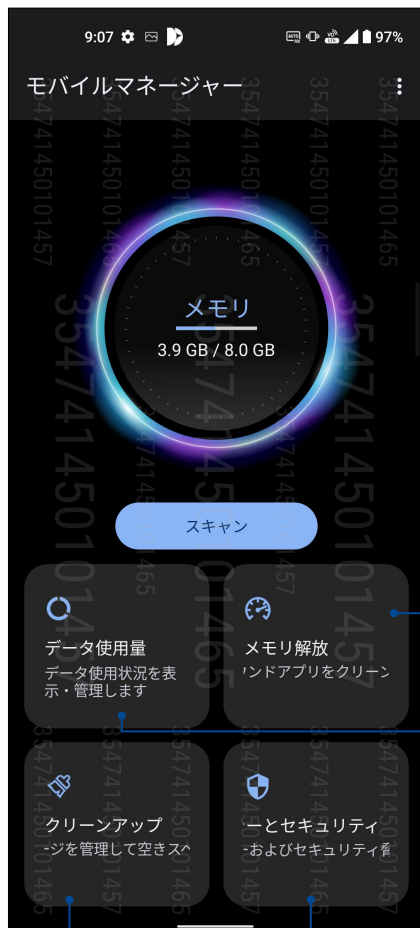 9:07
97%
モバイルマネージャー
メモリ
3.9 GB / 8.0 GB
スキャン
データ使用量
データ使用状況を表
示・管理します
メモリ解放
ンドアプリをクリーン
クリーンアップ
ージを管理して空きスペ
ーとセキュリティ
およびセキュリティ
354741450101457
354741450101465